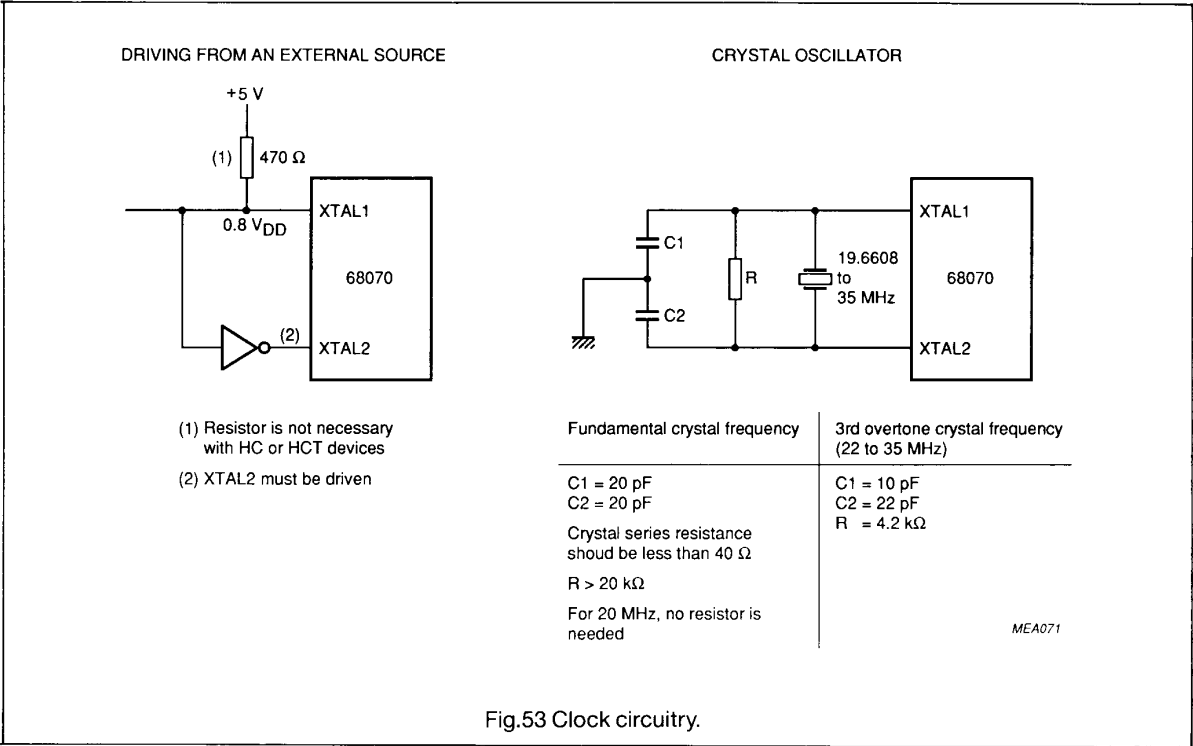 DRIVING FROM AN EXTERNAL SOURCE
+5 V
(1)
470 Ω
XTAL1
0.8 VDD
68070
(2)
XTAL2
(1) Resistor is not necessary
with HC or HCT devices
(2) XTAL2 must be driven
CRYSTAL OSCILLATOR
XTAL1
C1
R
19.6608
to
35 MHz
68070
C2
XTAL2
Fundamental crystal frequency
C1 = 20 pF
C2 = 20 pF
Crystal series resistance
shoud be less than 40 Ω
R > 20 kΩ
For 20 MHz, no resistor is
needed
3rd overtone crystal frequency
(22 to 35 MHz)
C1 = 10 pF
C2 = 22 pF
R = 4.2 kΩ
MEA071
Fig.53 Clock circuitry.